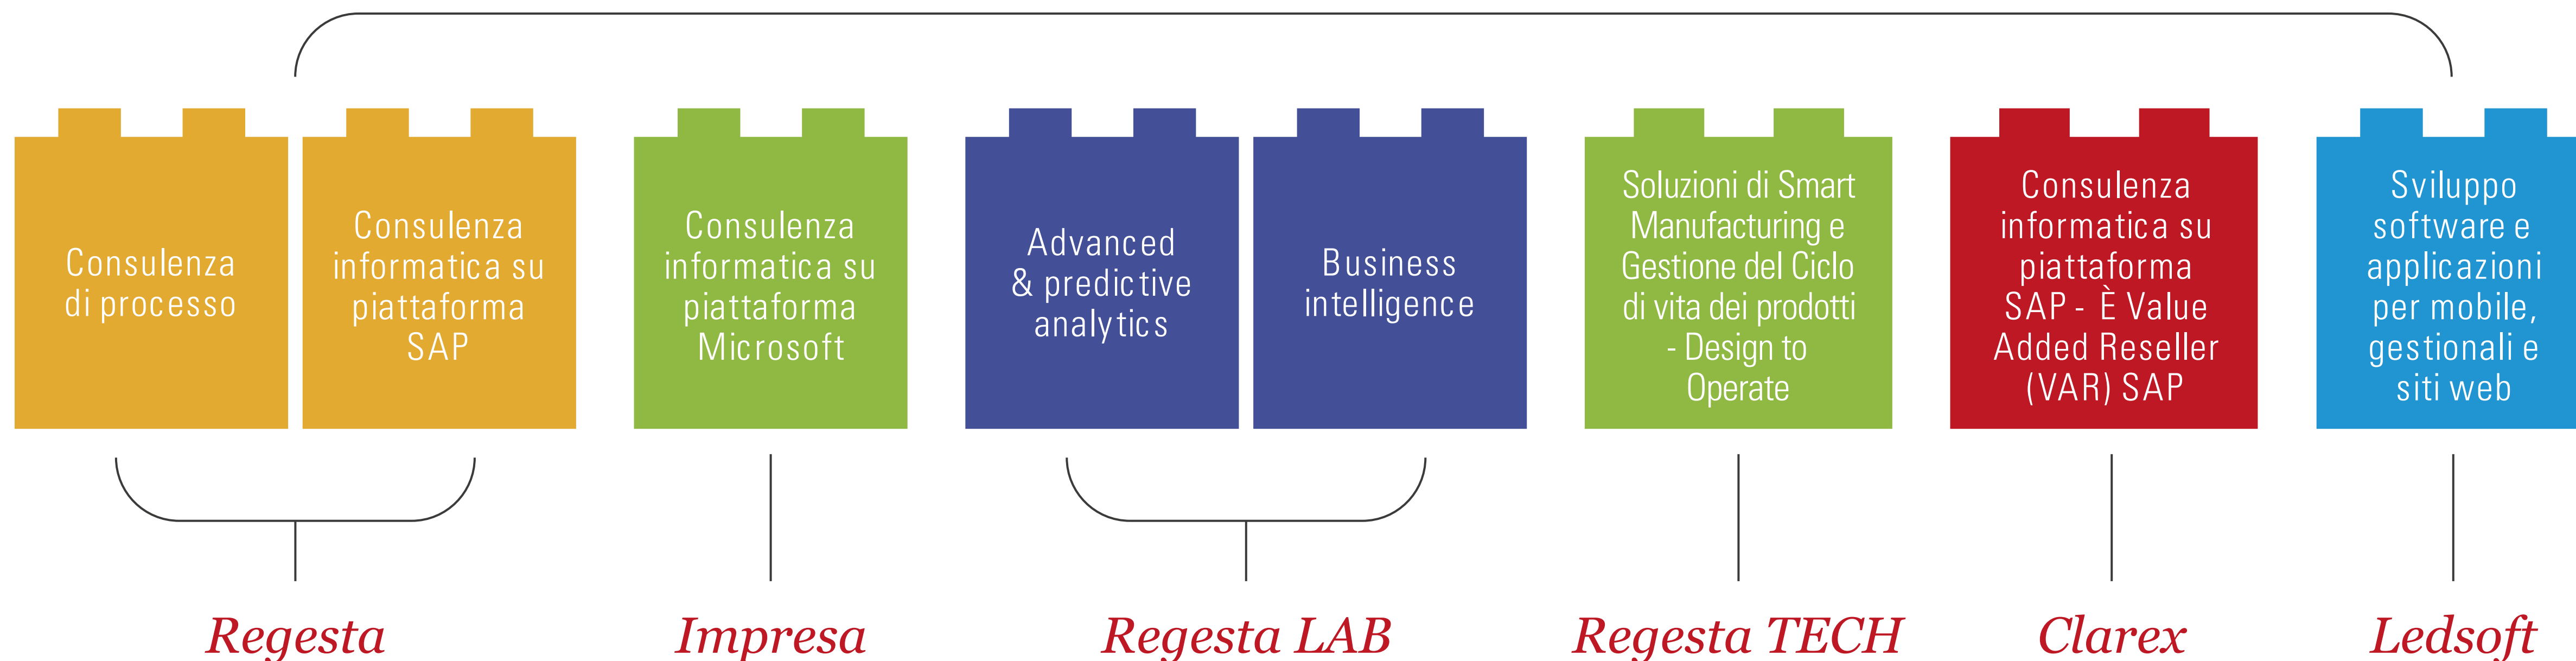 Consulenza
di processo
Consulenza
informatica su
piattaforma
SAP
Consulenza
informatica su
piattaforma
Microsoft
Advanced
& predictive
analytics
Business
intelligence
Soluzioni di Smart
Manufacturing e
Gestione del Ciclo
di vita dei prodotti
- Design to
Operate
Consulenza
informatica su
piattaforma
SAP - È Value
Added Reseller
(VAR) SAP
Sviluppo
software e
applicazioni
per mobile,
gestionali e
siti web
Regesta
Impresa
Regesta LAB
Regesta TECH
Clarex
Ledsoft